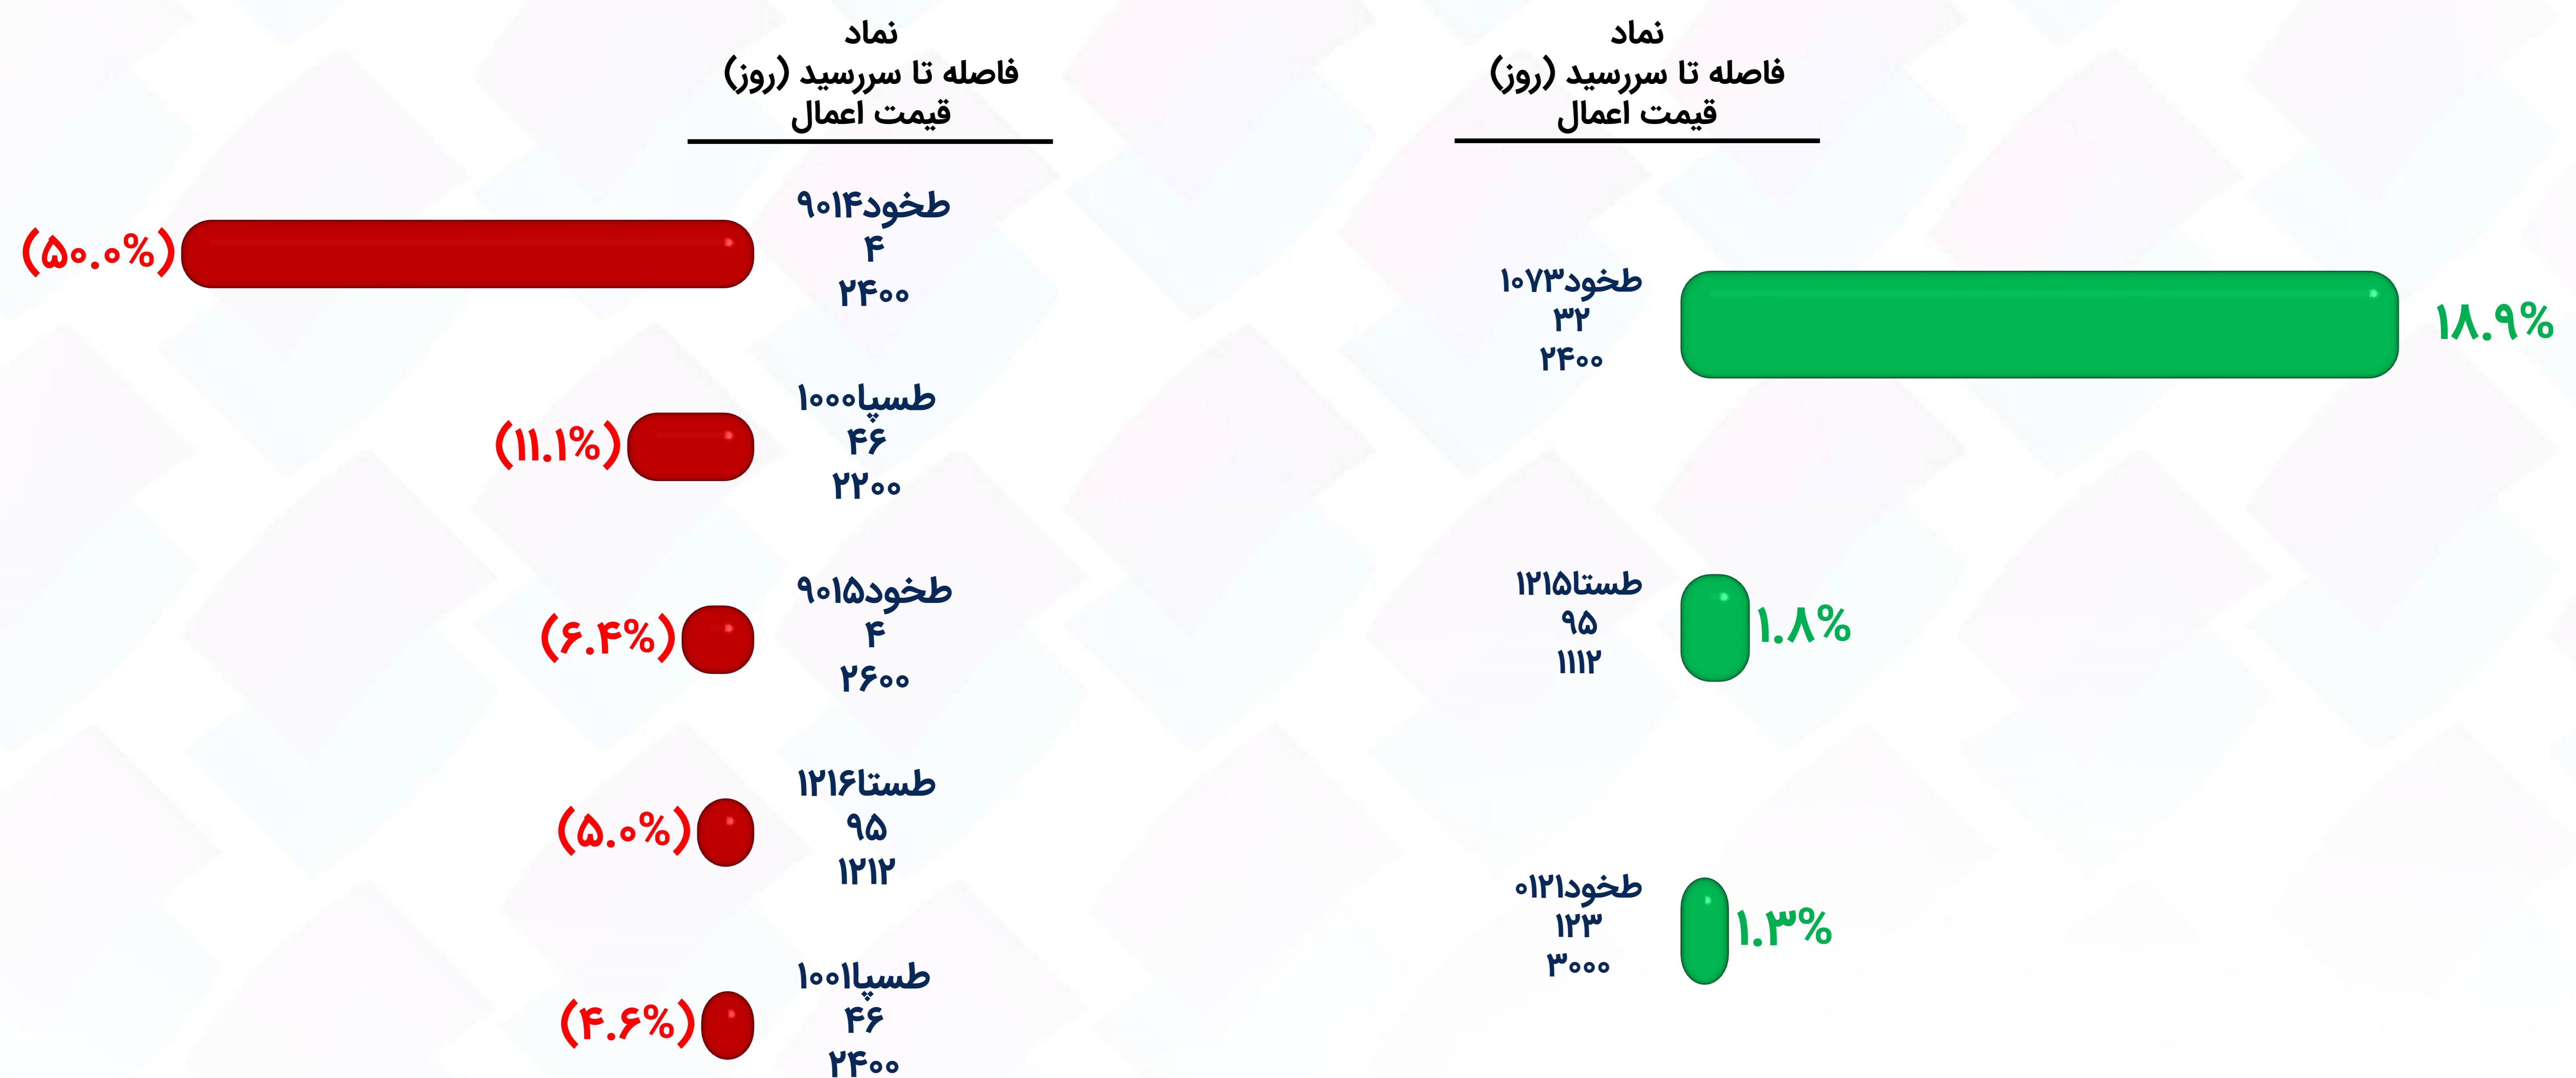 نماد
فاصله تا سررسید (روز)
قیمت اعمال
طخود۱۰۷۳
۳۲
۲۴۰۰
۱۸.۹%
طستا۱۲۱۵
۹۵
۱۱۱۲
۱.۸%
طخود۰۱۲۱
۱۲۳
۳۰۰۰
۱.۳%
نماد
فاصله تا سررسید (روز)
قیمت اعمال
طخود۹۰۱۴
۴
۲۴۰۰
(۵۰.۰%)
طسپا۱۰۰۰
۴۶
۲۲۰۰
(۱۱.۱%)
طخود۹۰۱۵
۴
۲۶۰۰
(۶.۴%)
طستا۱۲۱۶
۹۵
۱۲۱۲
(۵.۰%)
طسپا۱۰۰۱
۴۶
۲۴۰۰
(۴.۶%)